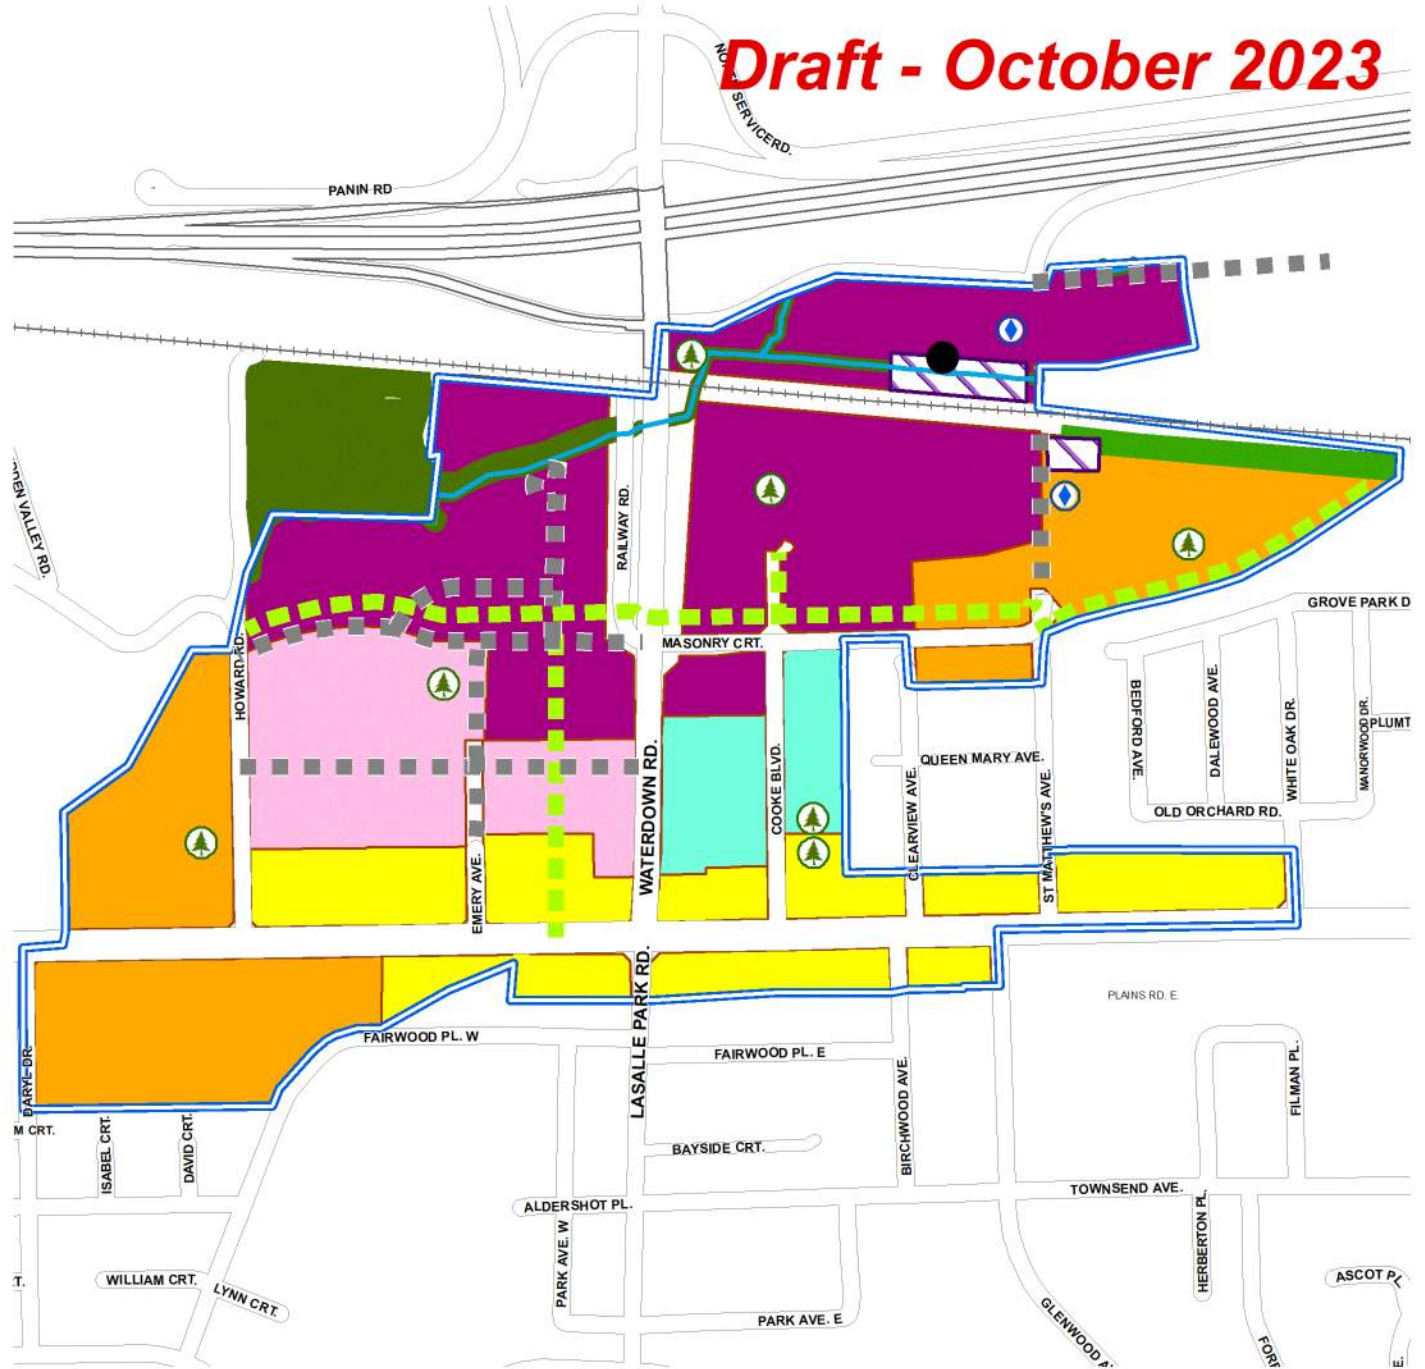 Draft - October 2023
PANIN RD
RAILWAY RD.
GROVE PARK D
MASONRY CRT.
HOWARD RD.
BEDFORD AVE.
DALEWOOD AVE.
WHITE OAK DR.
MANORWOOD DR.
PLUMT
QUEEN MARY AVE.
WATERDOWN RD.
COOKE BLVD.
CLEARVIEW AVE.
ST MATTHEW'S AVE.
OLD ORCHARD RD.
EMERY AVE.
PLAINS RD. E.
LASALLE PARK RD.
FAIRWOOD PL. W
FAIRWOOD PL. E
DARYL DR.
BIRCHWOOD AVE.
FILMAN PL.
M CRT.
ISABEL CRT.
DAVID CRT.
BAYSIDE CRT.
TOWNSEND AVE.
ALDERSHOT PL.
PARK AVE. W
HERBERTON PL.
WILLIAM CRT.
LYNN CRT.
ASCOT PL
PARK AVE. E